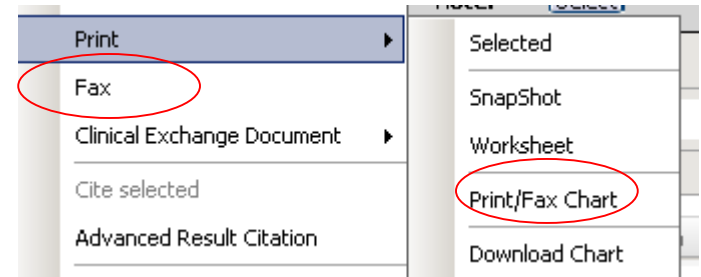 Print
Fax
Clinical Exchange Document
Cite selected
Advanced Result Citation
Selected
SnapShot
Worksheet
Print/Fax Chart
Download Chart